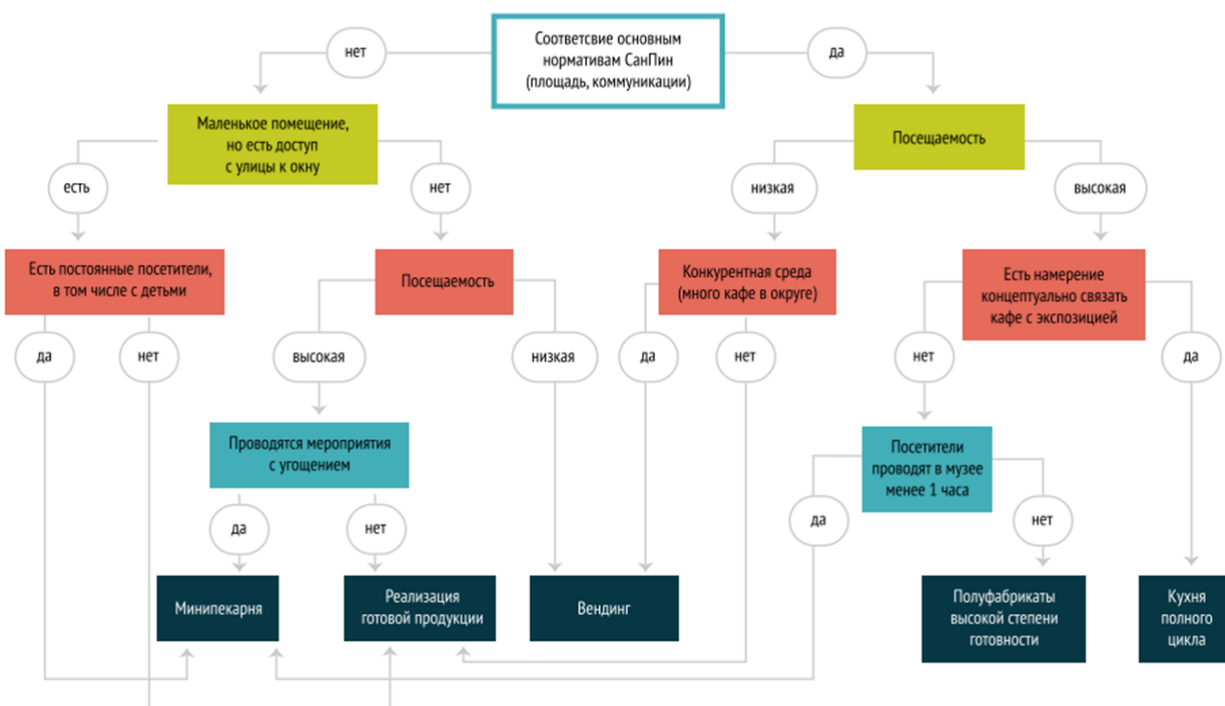 Соответсвие основным
нормативам СанПин
(площадь, коммуникации)
нет
да
Маленькое помещение,
но есть доступ
с улицы к окну
Посещаемость
есть
нет
низкая
высокая
Есть постоянные посетители,
в том числе с детьми
Посещаемость
Конкурентная среда
(много кафе в округе)
Есть намерение
концептуально связать
кафе с экспозицией
да
нет
высокая
низкая
да
нет
нет
да
Проводятся мероприятия
с угощением
Посетители
проводят в музее
менее 1 часа
да
нет
да
нет
Минипекарня
Реализация
готовой продукции
Вендинг
Полуфабрикаты
высокой степени
готовности
Кухня
полного
цикла